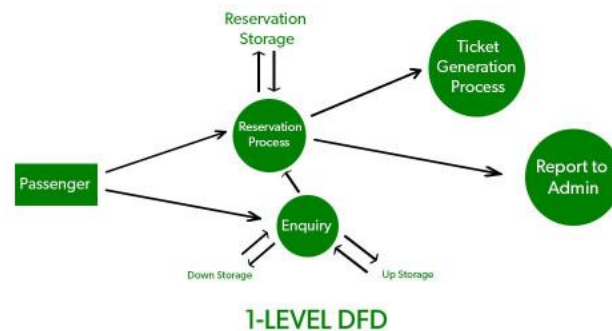 Reservation
Storage
Ticket
Generation
Process
Reservation
Process
Passenger
Report to
Admin
Enquiry
Down Storage
Up Storage
1-LEVEL DFD